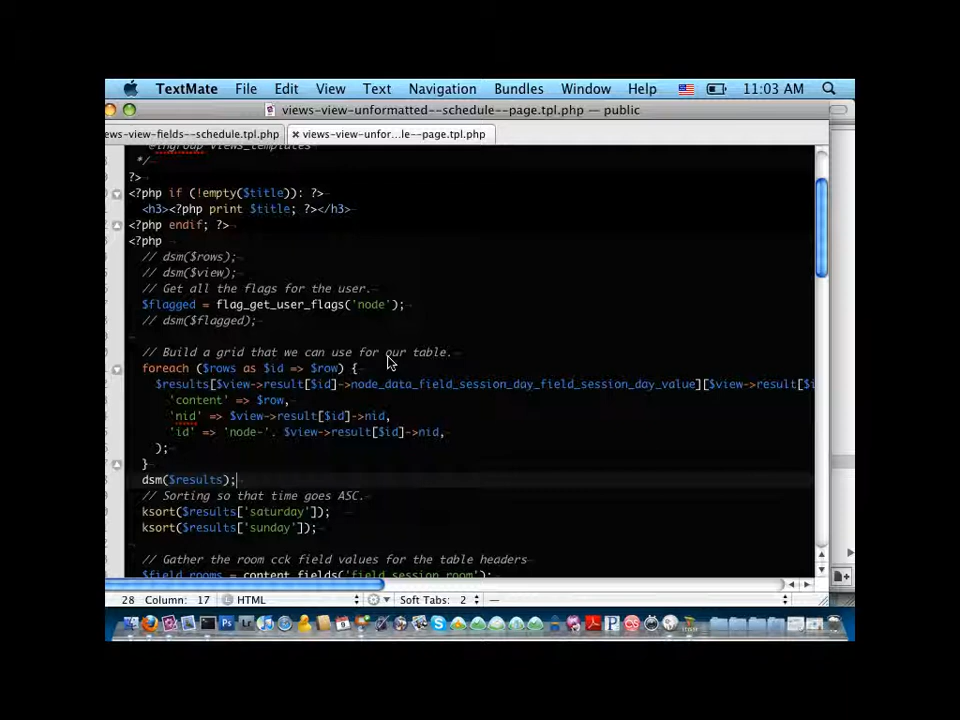 TextMate File Edit View Text Navigation Bundles Window Help 11:03 AM
views-view-unformatted--schedule--page.tpl.php — public
ws-view-fields--schedule.tpl.php × views-view-unfor...le--page.tpl.php
@ingroup views_templates
*/
?>
<?php if (!empty($title)): ?>
<h3><?php print $title; ?></h3>
<?php endif; ?>
<?php
// dsm($rows);
// dsm($view);
// Get all the flags for the user.
$flagged = flag_get_user_flags('node');
// dsm($flagged);
// Build a grid that we can use for our table.
foreach ($rows as $id => $row) {
$results[$view->result[$id]->node_data_field_session_day_field_session_day_value][$view->result[$i
'content' => $row,
'nid' => $view->result[$id]->nid,
'id' => 'node-'. $view->result[$id]->nid,
);
}
dsm($results);
// Sorting so that time goes ASC.
ksort($results['saturday']);
ksort($results['sunday']);
// Gather the room cck field values for the table headers
$field_rooms = content_fields('field_session_room');
28 Column: 17 HTML Soft Tabs: 2 —